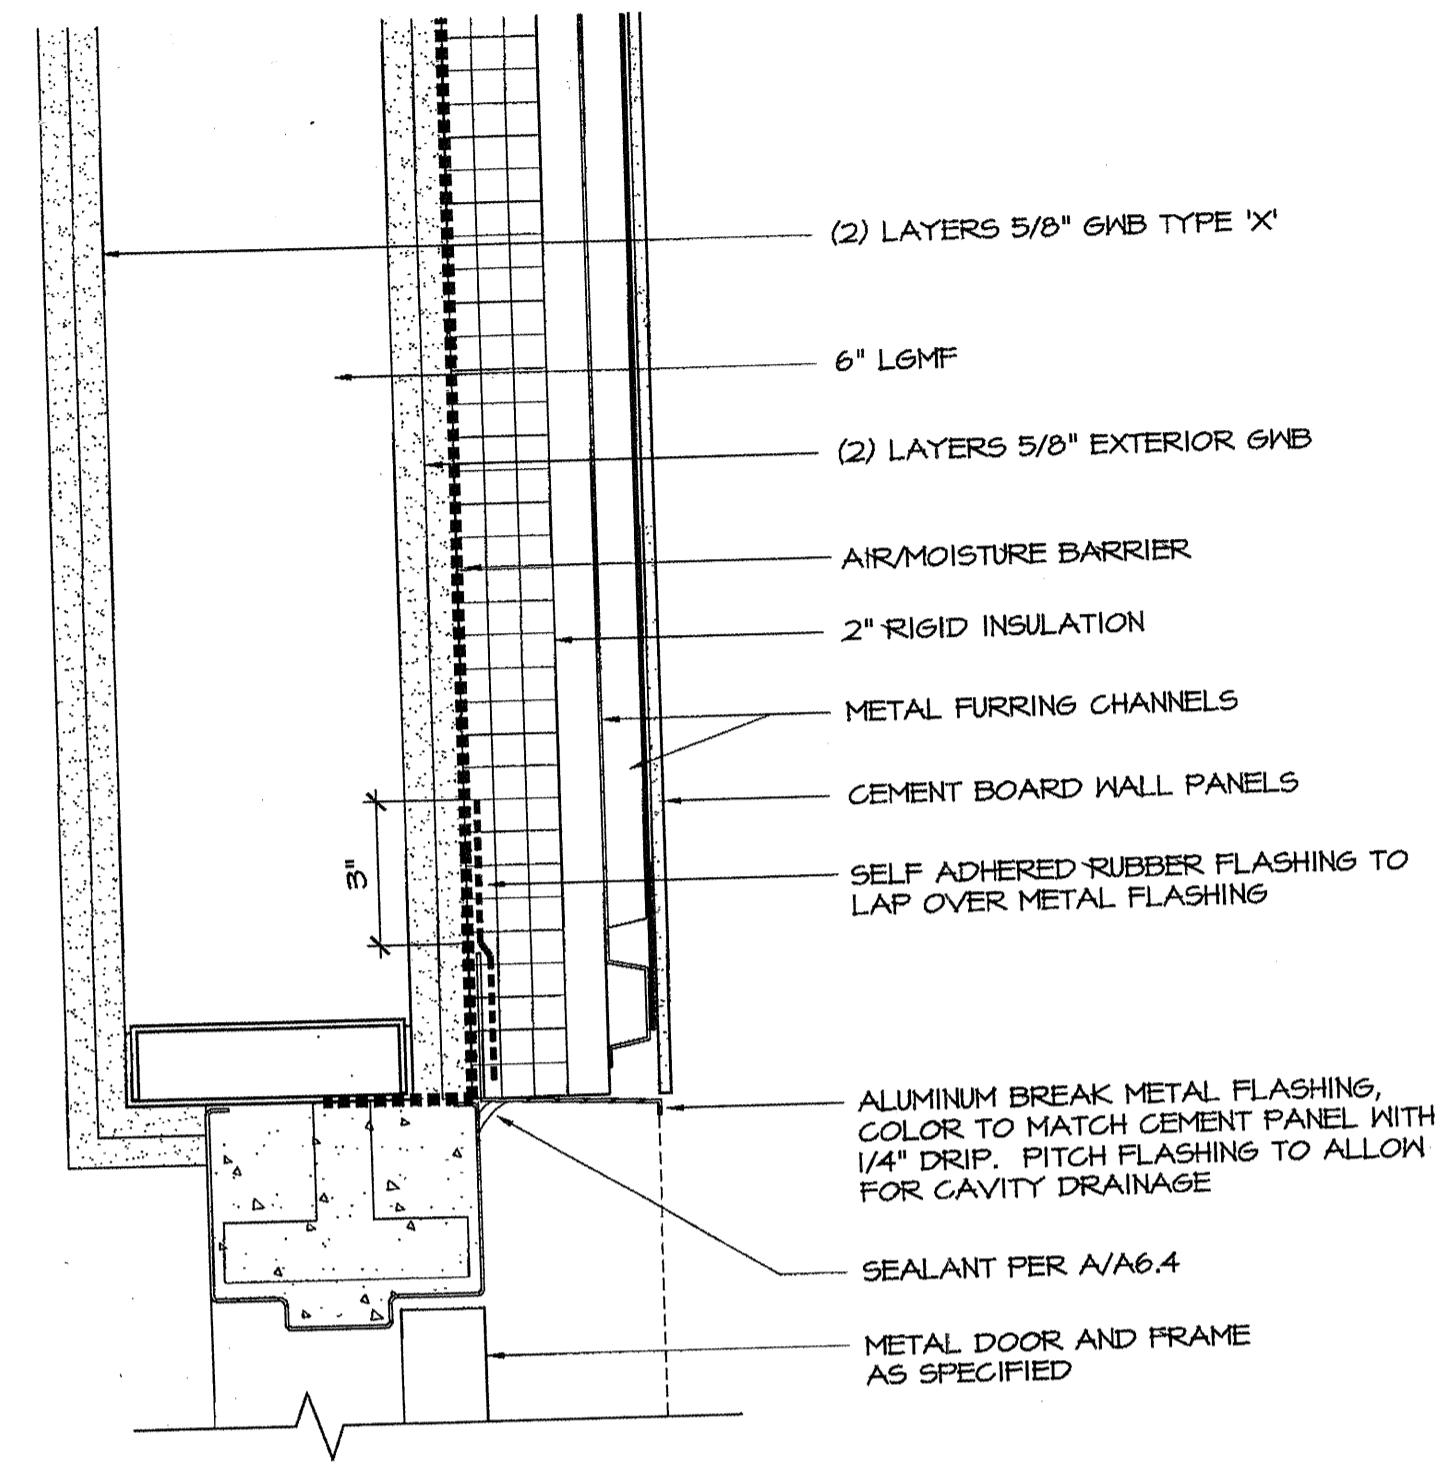 (2) LAYERS 5/8" GWB TYPE 'X'
6" LGMF
(2) LAYERS 5/8" EXTERIOR GWB
AIR/MOISTURE BARRIER
2" RIGID INSULATION
METAL FURRING CHANNELS
CEMENT BOARD WALL PANELS
3"
SELF ADHERED RUBBER FLASHING TO
LAP OVER METAL FLASHING
ALUMINUM BREAK METAL FLASHING,
COLOR TO MATCH CEMENT PANEL WITH
1/4" DRIP. PITCH FLASHING TO ALLOW
FOR CAVITY DRAINAGE
SEALANT PER A/A6.4
METAL DOOR AND FRAME
AS SPECIFIED